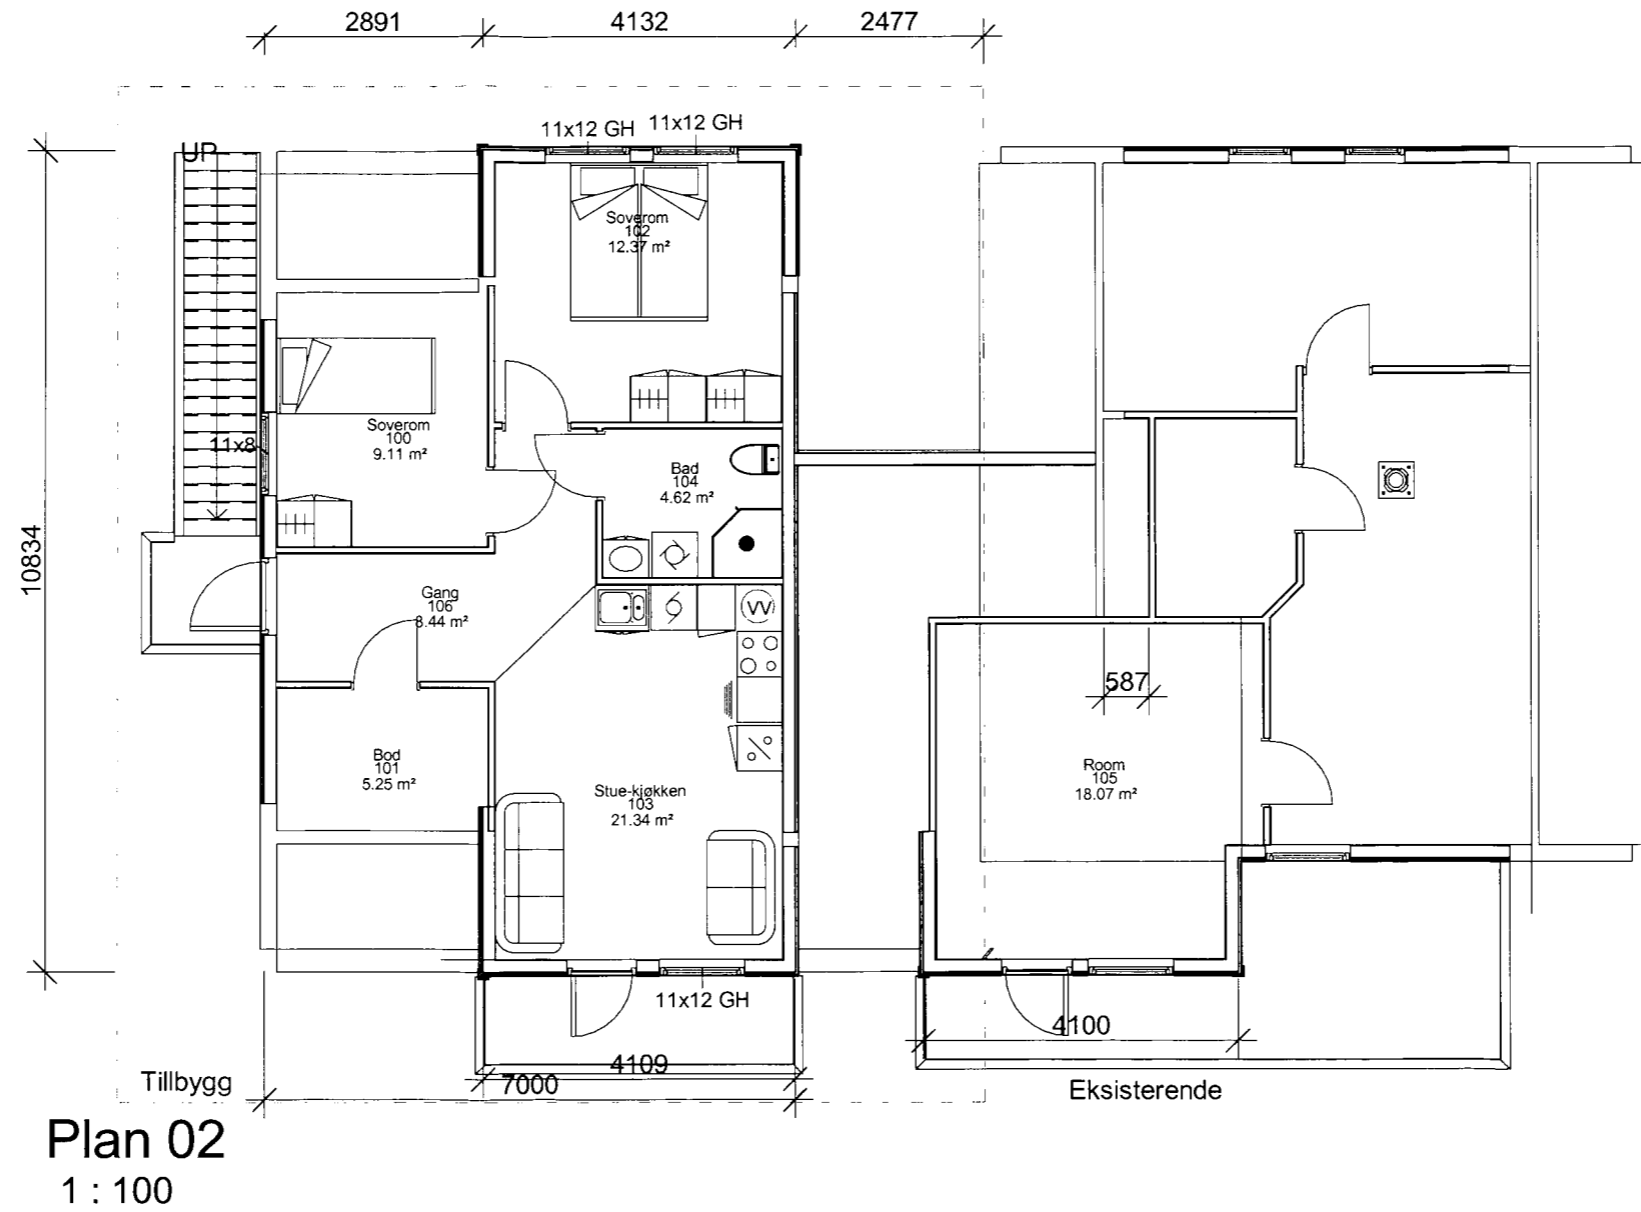 2891
4132
2477
11x12 GH
11x12 GH
UP
Soverom
102
12.37 m²
Soverom
100
9.11 m²
11x8
Bad
104
4.62 m²
10834
Gang
106
8.44 m²
VV
587
Bod
101
5.25 m²
Stue-kjøkken
103
21.34 m²
Room
105
18.07 m²
11x12 GH
4100
4109
7000
Tillbygg
Eksisterende
Plan 02
1 : 100